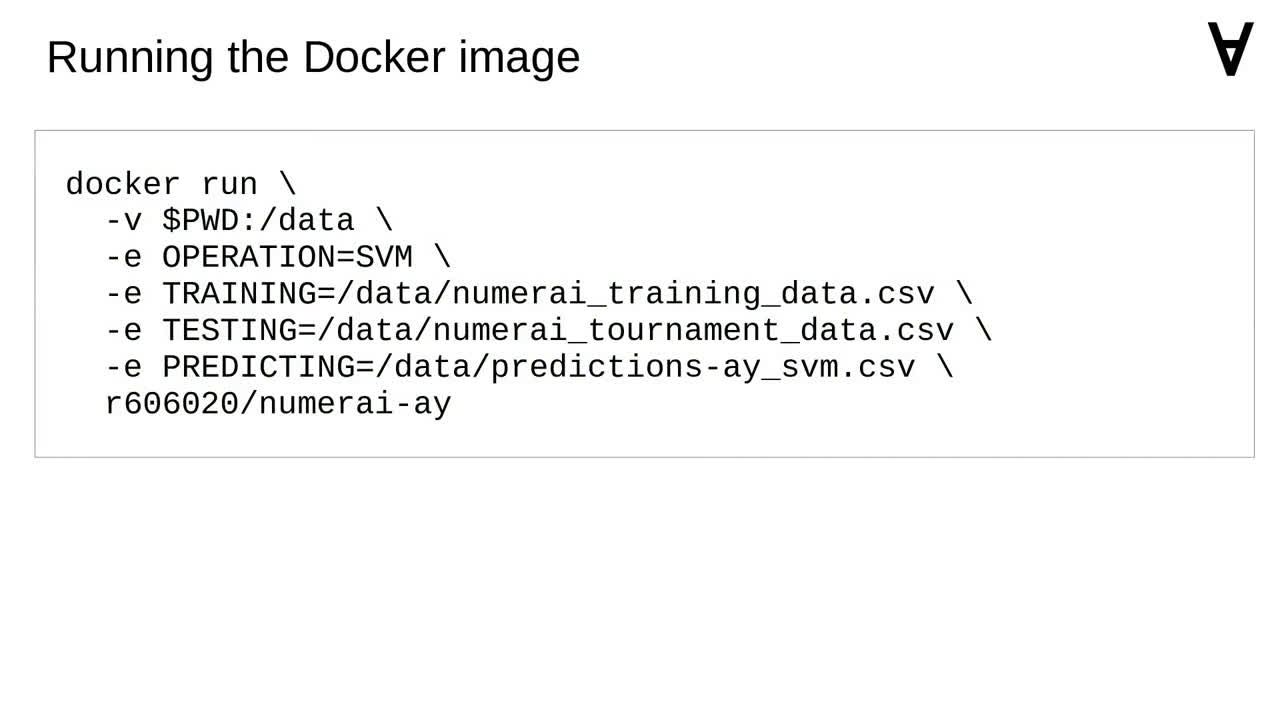 Running the Docker image
∀
docker run \
-v $PWD:/data \
-e OPERATION=SVM \
-e TRAINING=/data/numerai_training_data.csv \
-e TESTING=/data/numerai_tournament_data.csv \
-e PREDICTING=/data/predictions-ay_svm.csv \
r606020/numerai-ay